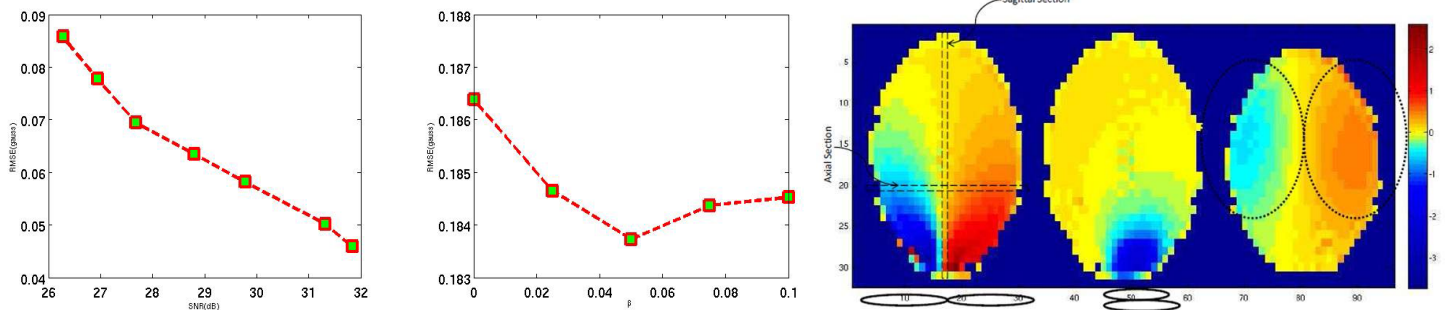 0.09
0.08
0.07
0.06
0.05
0.04
RMSE(gauss)
26 27 28 29 30 31 32
SNR(dB)
0.188
0.187
0.186
0.185
0.184
0.183
RMSE(gauss)
0 0.02 0.04 0.06 0.08 0.1
β
Sagittal Section
Axial Section
5
10
15
20
25
30
10 20 30 40 50 60 70 80 90
2
1
0
-1
-2
-3